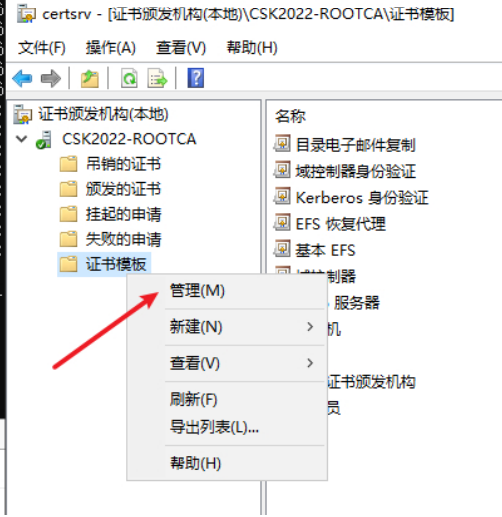 certsrv - [证书颁发机构(本地)\CSK2022-ROOTCA\证书模板]
文件(F) 操作(A) 查看(V) 帮助(H)
证书颁发机构(本地)
CSK2022-ROOTCA
吊销的证书
颁发的证书
挂起的申请
失败的申请
证书模板
名称
目录电子邮件复制
域控制器身份验证
Kerberos 身份验证
EFS 恢复代理
基本 EFS
域控制器
服务器
机
证书颁发机构
员
管理(M)
新建(N)
查看(V)
刷新(F)
导出列表(L)...
帮助(H)